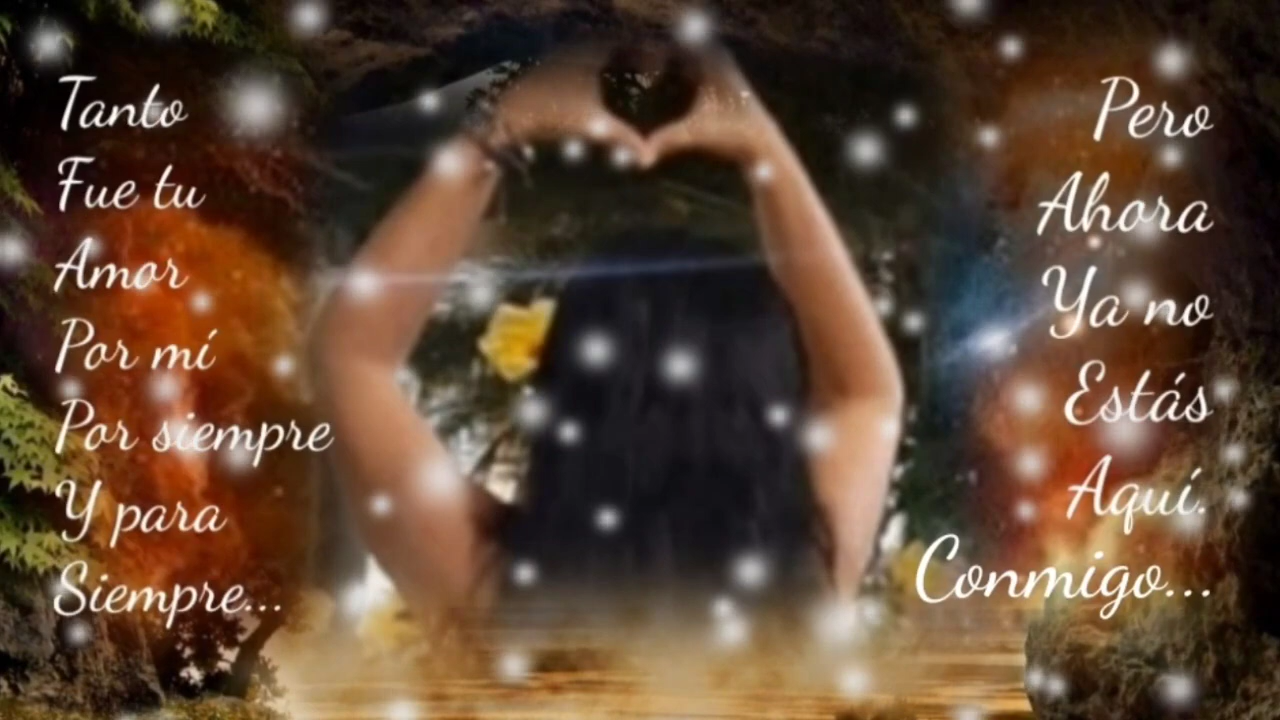 Tanto
Fue tu
Amor
Por mí
Por siempre
Y para
Siempre...
Pero
Ahora
Ya no
Estás
Aquí.
Conmigo...